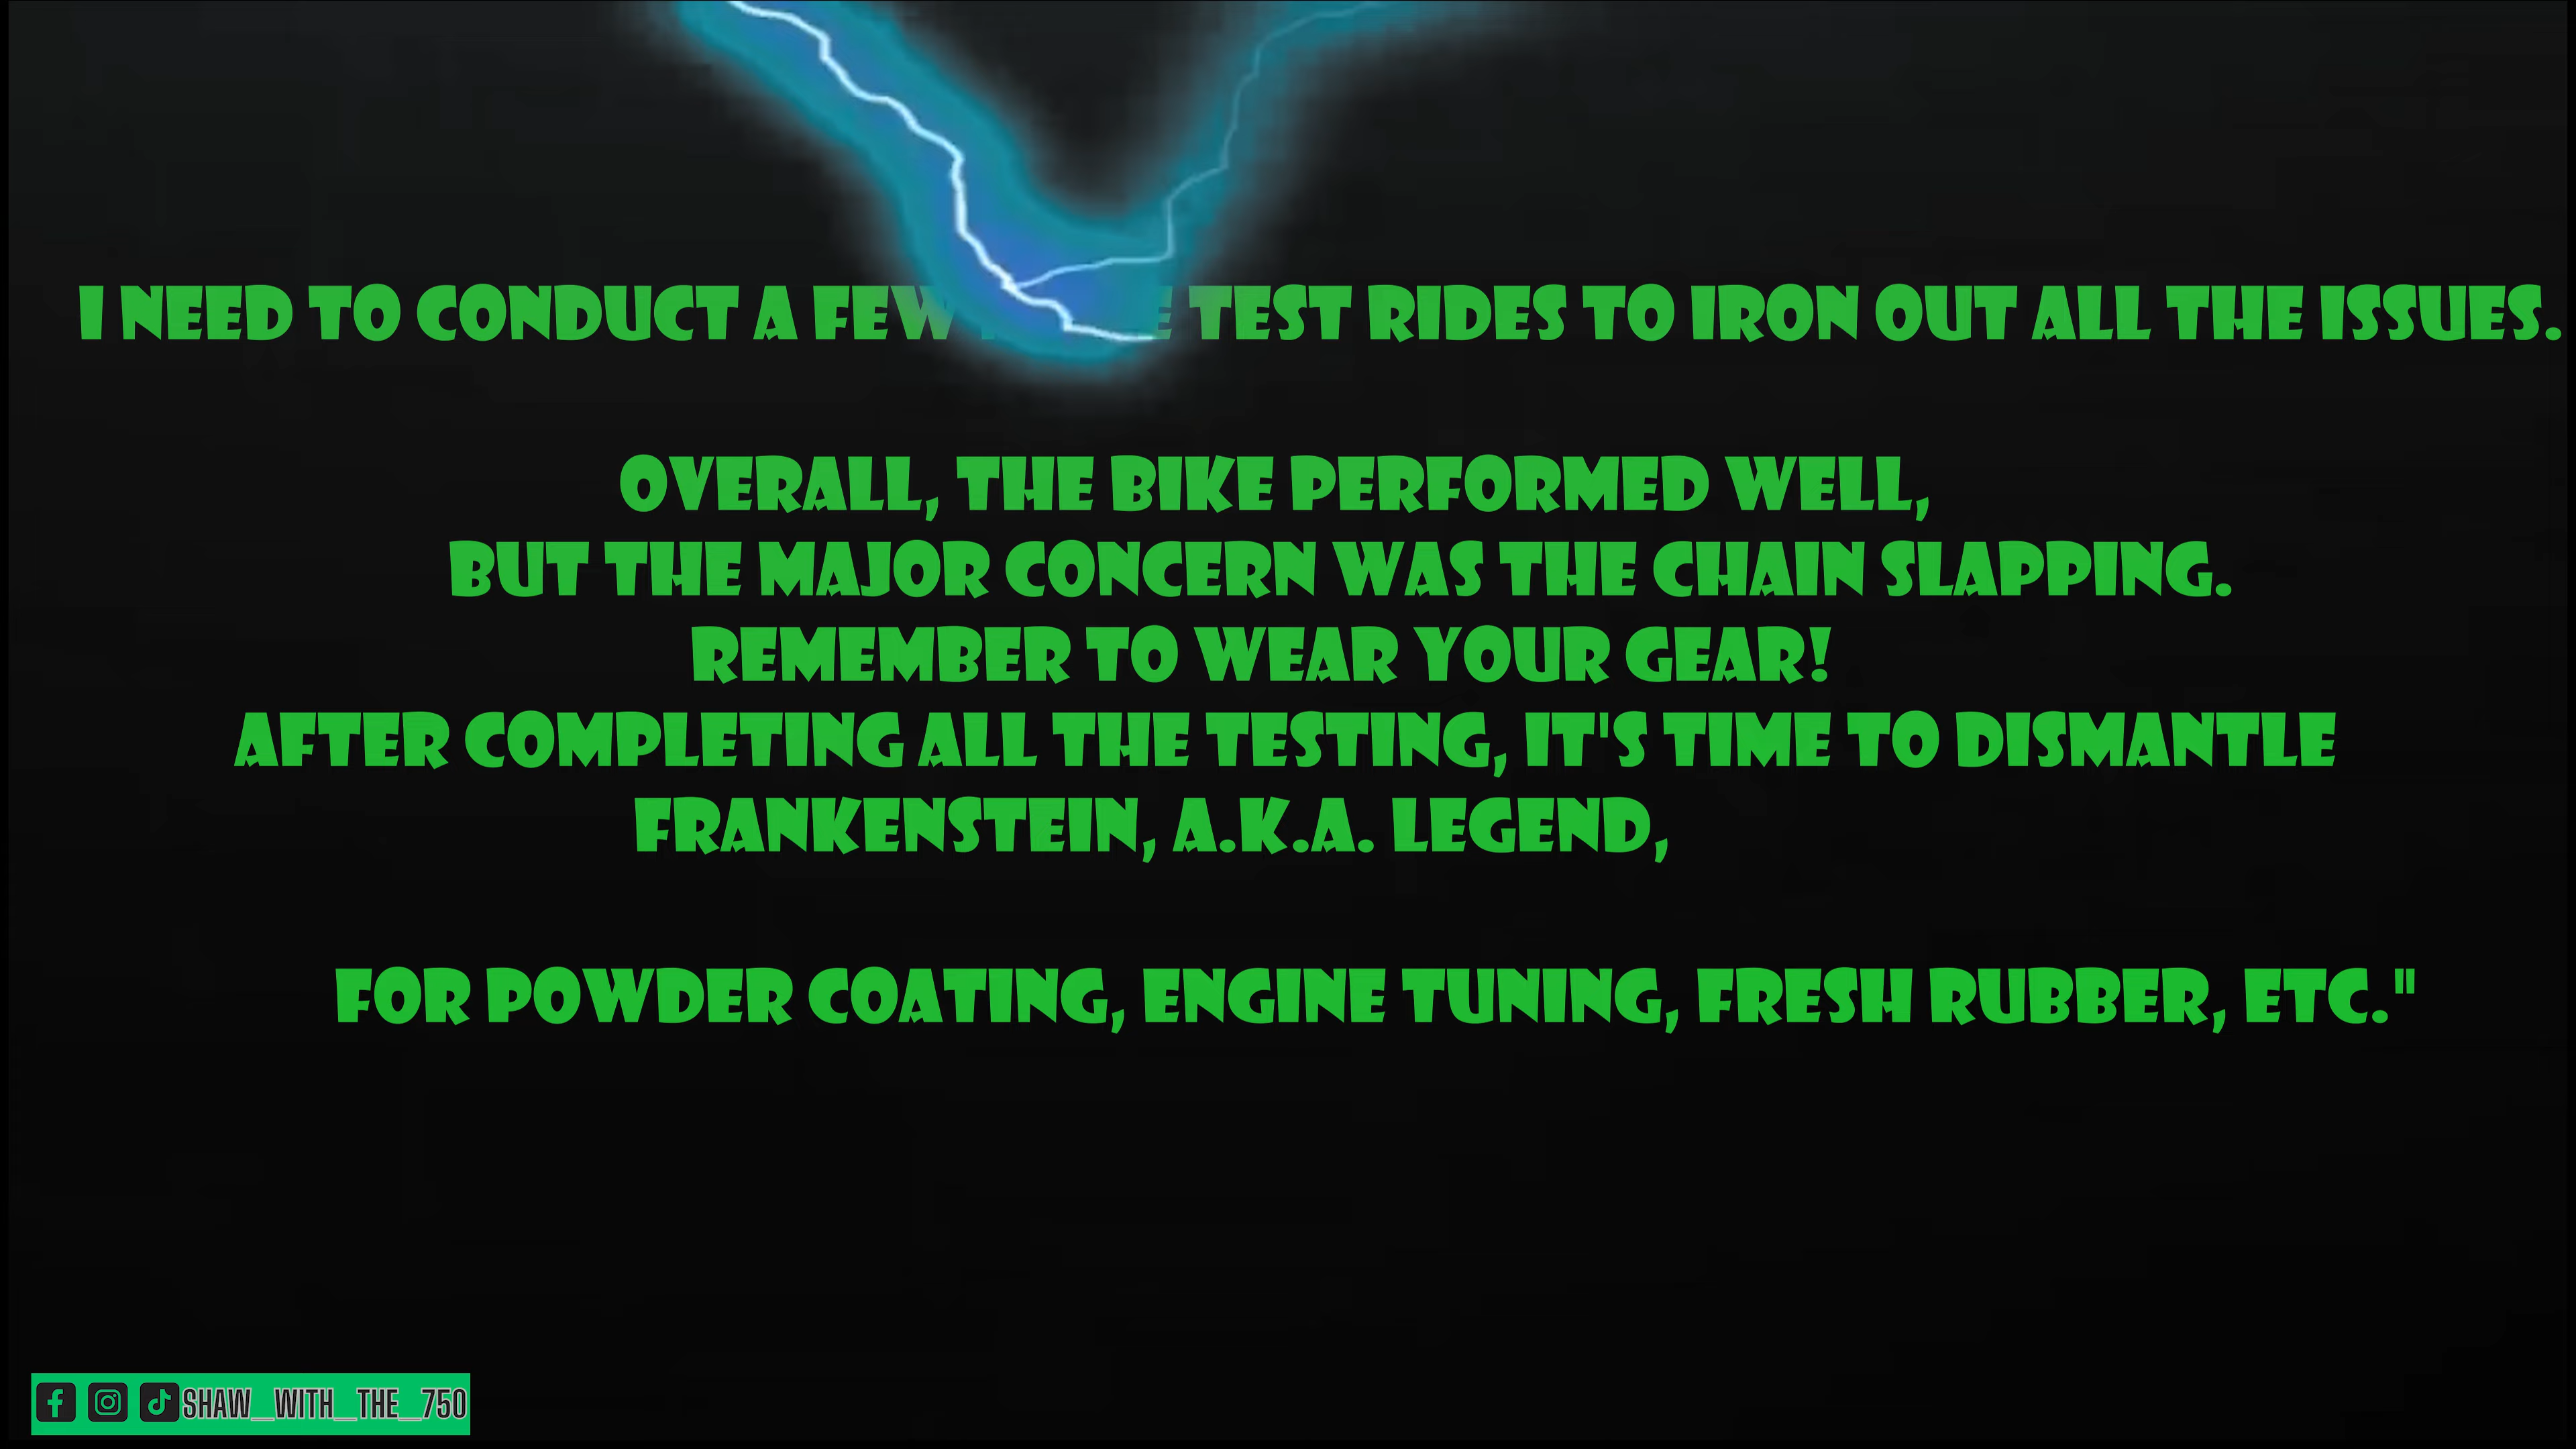 I NEED TO CONDUCT A FEW TEST RIDES TO IRON OUT ALL THE ISSUES.
OVERALL, THE BIKE PERFORMED WELL,
BUT THE MAJOR CONCERN WAS THE CHAIN SLAPPING.
REMEMBER TO WEAR YOUR GEAR!
AFTER COMPLETING ALL THE TESTING, IT'S TIME TO DISMANTLE
FRANKENSTEIN, A.K.A. LEGEND,
FOR POWDER COATING, ENGINE TUNING, FRESH RUBBER, ETC."
SHAW_WITH_THE_750